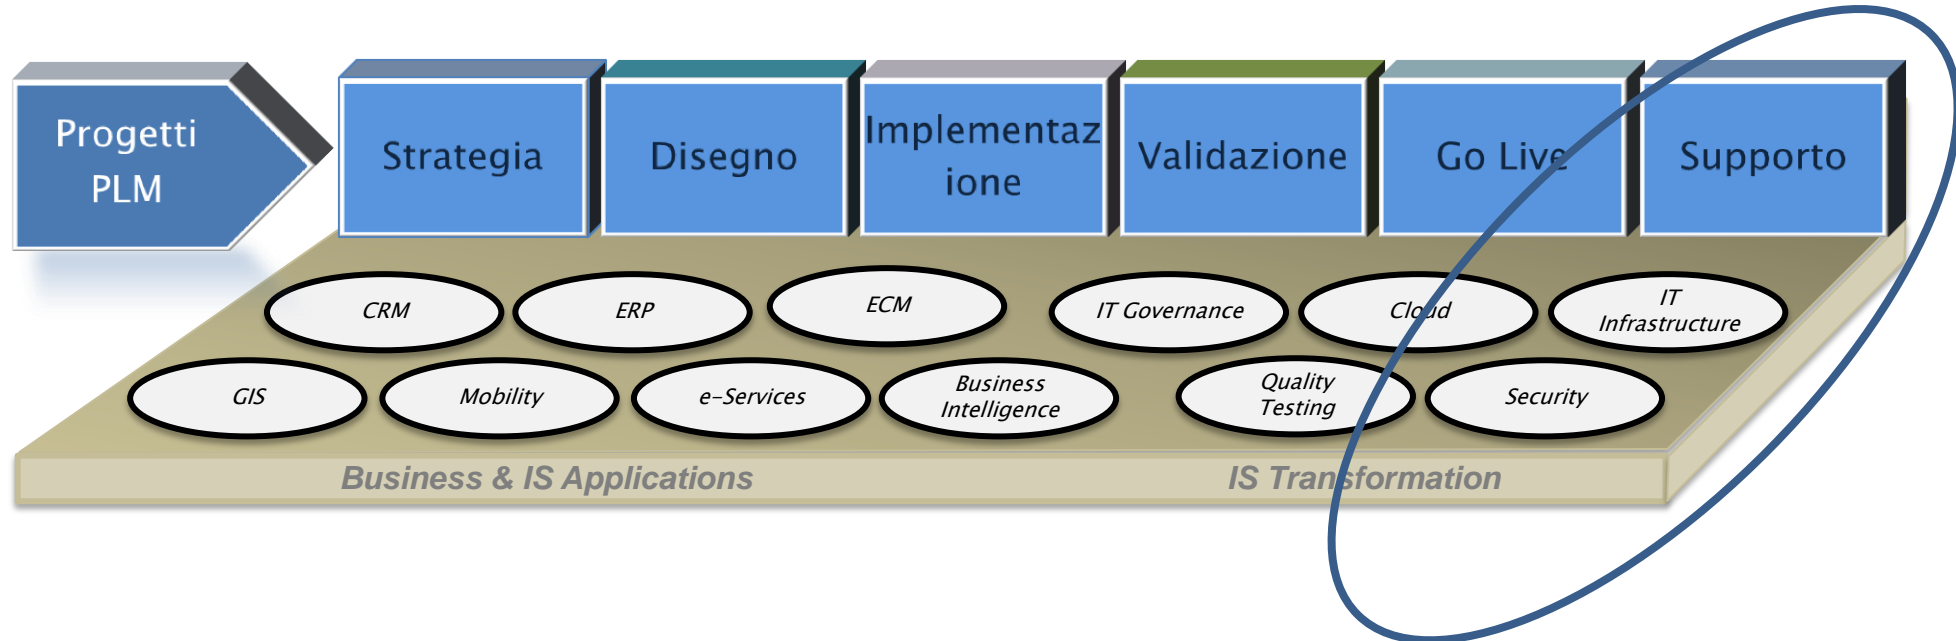 Progetti
PLM
Strategia
Disegno
Implementaz
ione
Validazione
Go Live
Supporto
CRM
ERP
ECM
IT Governance
Cloud
IT
Infrastructure
GIS
Mobility
e-Services
Business
Intelligence
Quality
Testing
Security
Business & IS Applications
IS Transformation